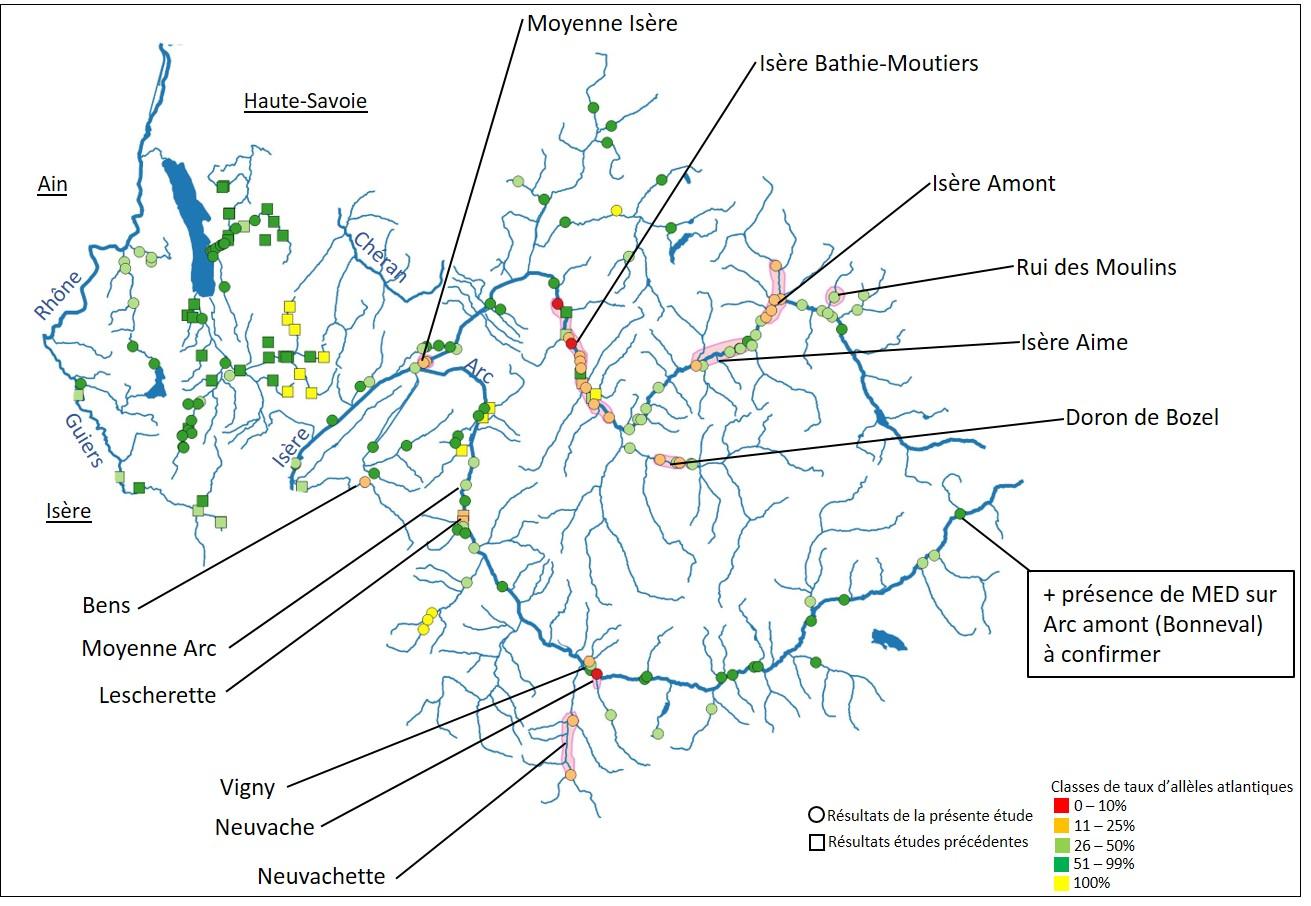 Moyenne Isère
Isère Bathie-Moutiers
Haute-Savoie
Ain
Isère Amont
Chéran
Rui des Moulins
Rhône
Isère Aime
Arc
Doron de Bozel
Guiers
Isère
Isère
+ présence de MED sur
Arc amont (Bonneval)
à confirmer
Bens
Moyenne Arc
Lescherette
Vigny
Neuvache
Neuvachette
Résultats de la présente étude
Résultats études précédentes
Classes de taux d'allèles atlantiques
0 – 10%
11 – 25%
26 – 50%
51 – 99%
100%